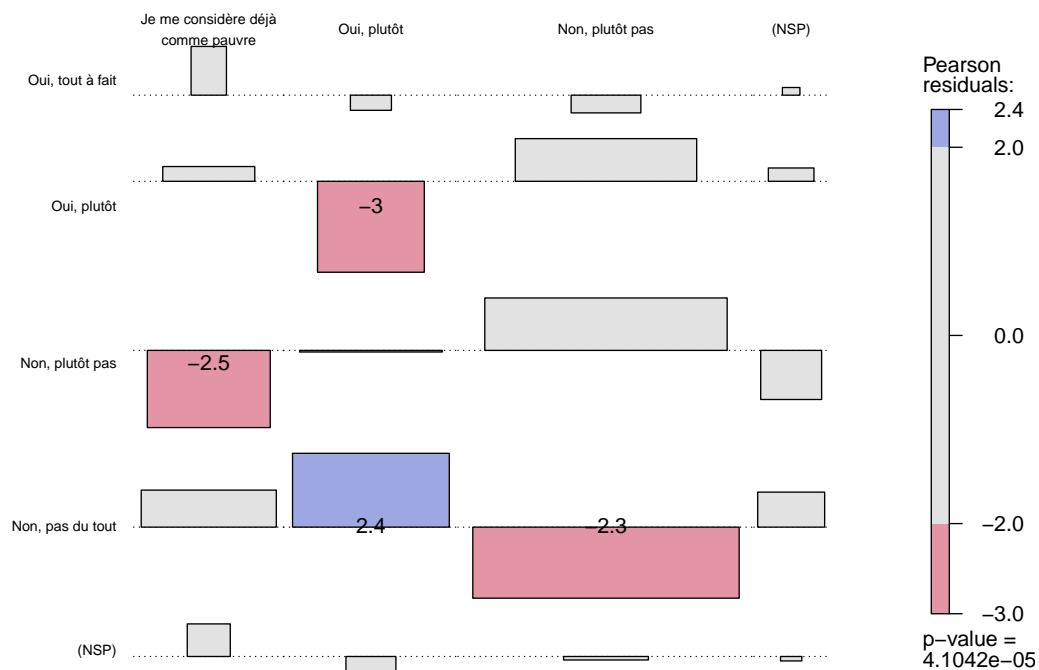 Je me considère déjà
comme pauvre
Oui, plutôt
Non, plutôt pas
(NSP)
Oui, tout à fait
Oui, plutôt
−3
Non, plutôt pas
−2.5
Non, pas du tout
2.4
−2.3
(NSP)
Pearson
residuals:
2.4
2.0
0.0
−2.0
−3.0
p−value =
4.1042e−05